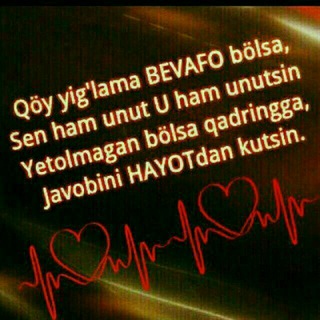 Qöy yig'lama BEVAFO bölsa,
Sen ham unut U ham unutsin
Yetolmagan bölsa qadringga,
Javobini HAYOTdan kutsin.